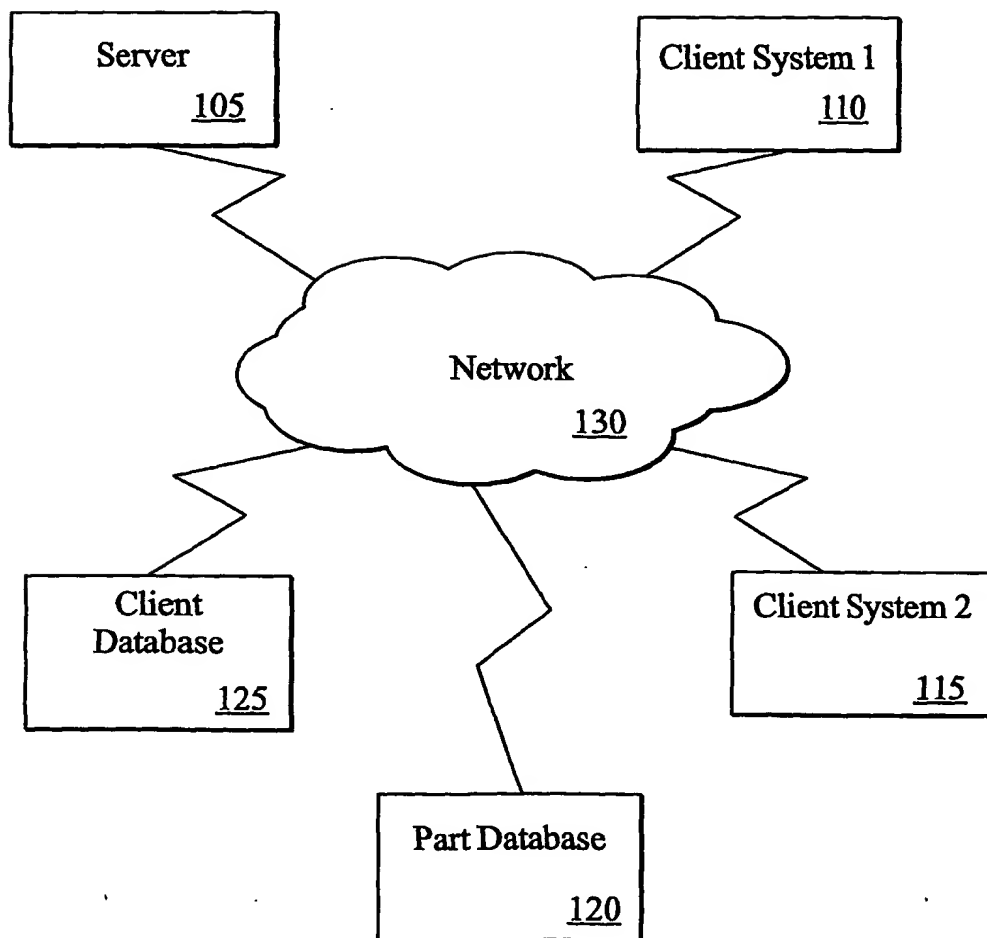 Server
105
Client System 1
110
Network
130
Client
Database
125
Client System 2
115
Part Database
120